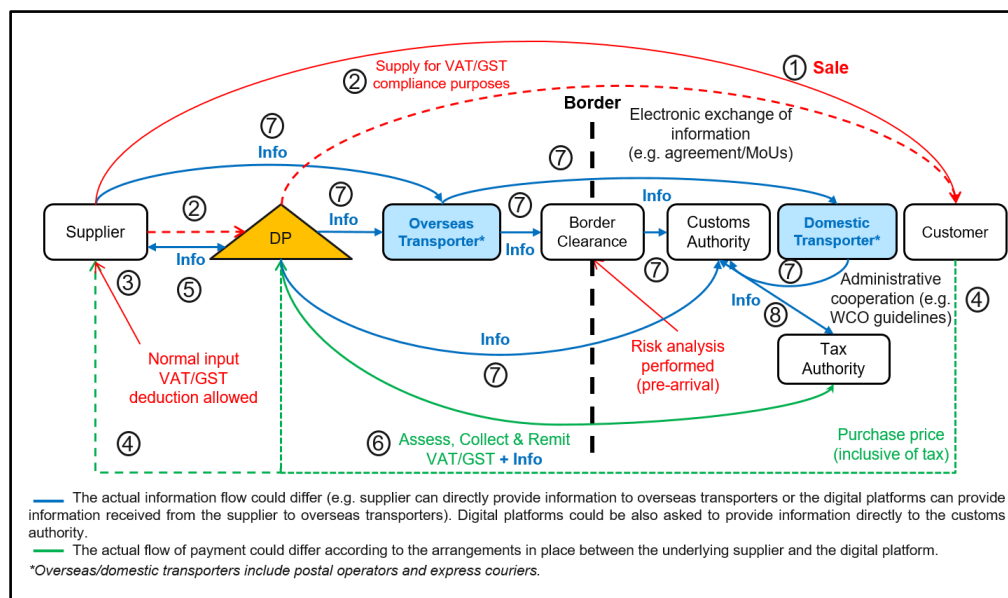 ① Sale
② Supply for VAT/GST
compliance purposes
Border
Electronic exchange of
information
(e.g. agreement/MoUs)
⑦
Info
⑦
②
⑦
Info
⑦
Info
Info
Supplier
DP
Overseas
Transporter*
Border
Clearance
Customs
Authority
Domestic
Transporter*
Customer
Info
③
⑤
⑦
⑦
Administrative
cooperation (e.g.
WCO guidelines)
④
Info
⑧
Info
⑦
Normal input
VAT/GST
deduction allowed
Risk analysis
performed
(pre-arrival)
Tax
Authority
④
⑥ Assess, Collect & Remit
VAT/GST + Info
Purchase price
(inclusive of tax)
The actual information flow could differ (e.g. supplier can directly provide information to overseas transporters or the digital platforms can provide
information received from the supplier to overseas transporters). Digital platforms could be also asked to provide information directly to the customs
authority.
The actual flow of payment could differ according to the arrangements in place between the underlying supplier and the digital platform.
*Overseas/domestic transporters include postal operators and express couriers.